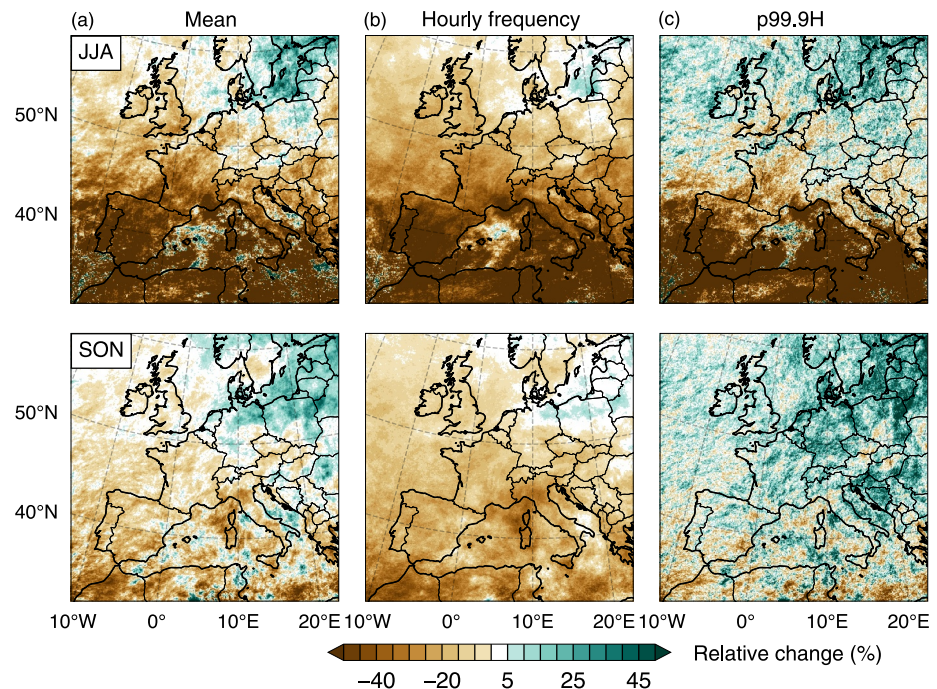 (a) Mean (b) Hourly frequency (c) p99.9H
JJA
50°N
40°N
SON
50°N
40°N
10°W 0° 10°E 20°E 10°W 0° 10°E 20°E 10°W 0° 10°E 20°E
Relative change (%)
−40 −20 5 25 45